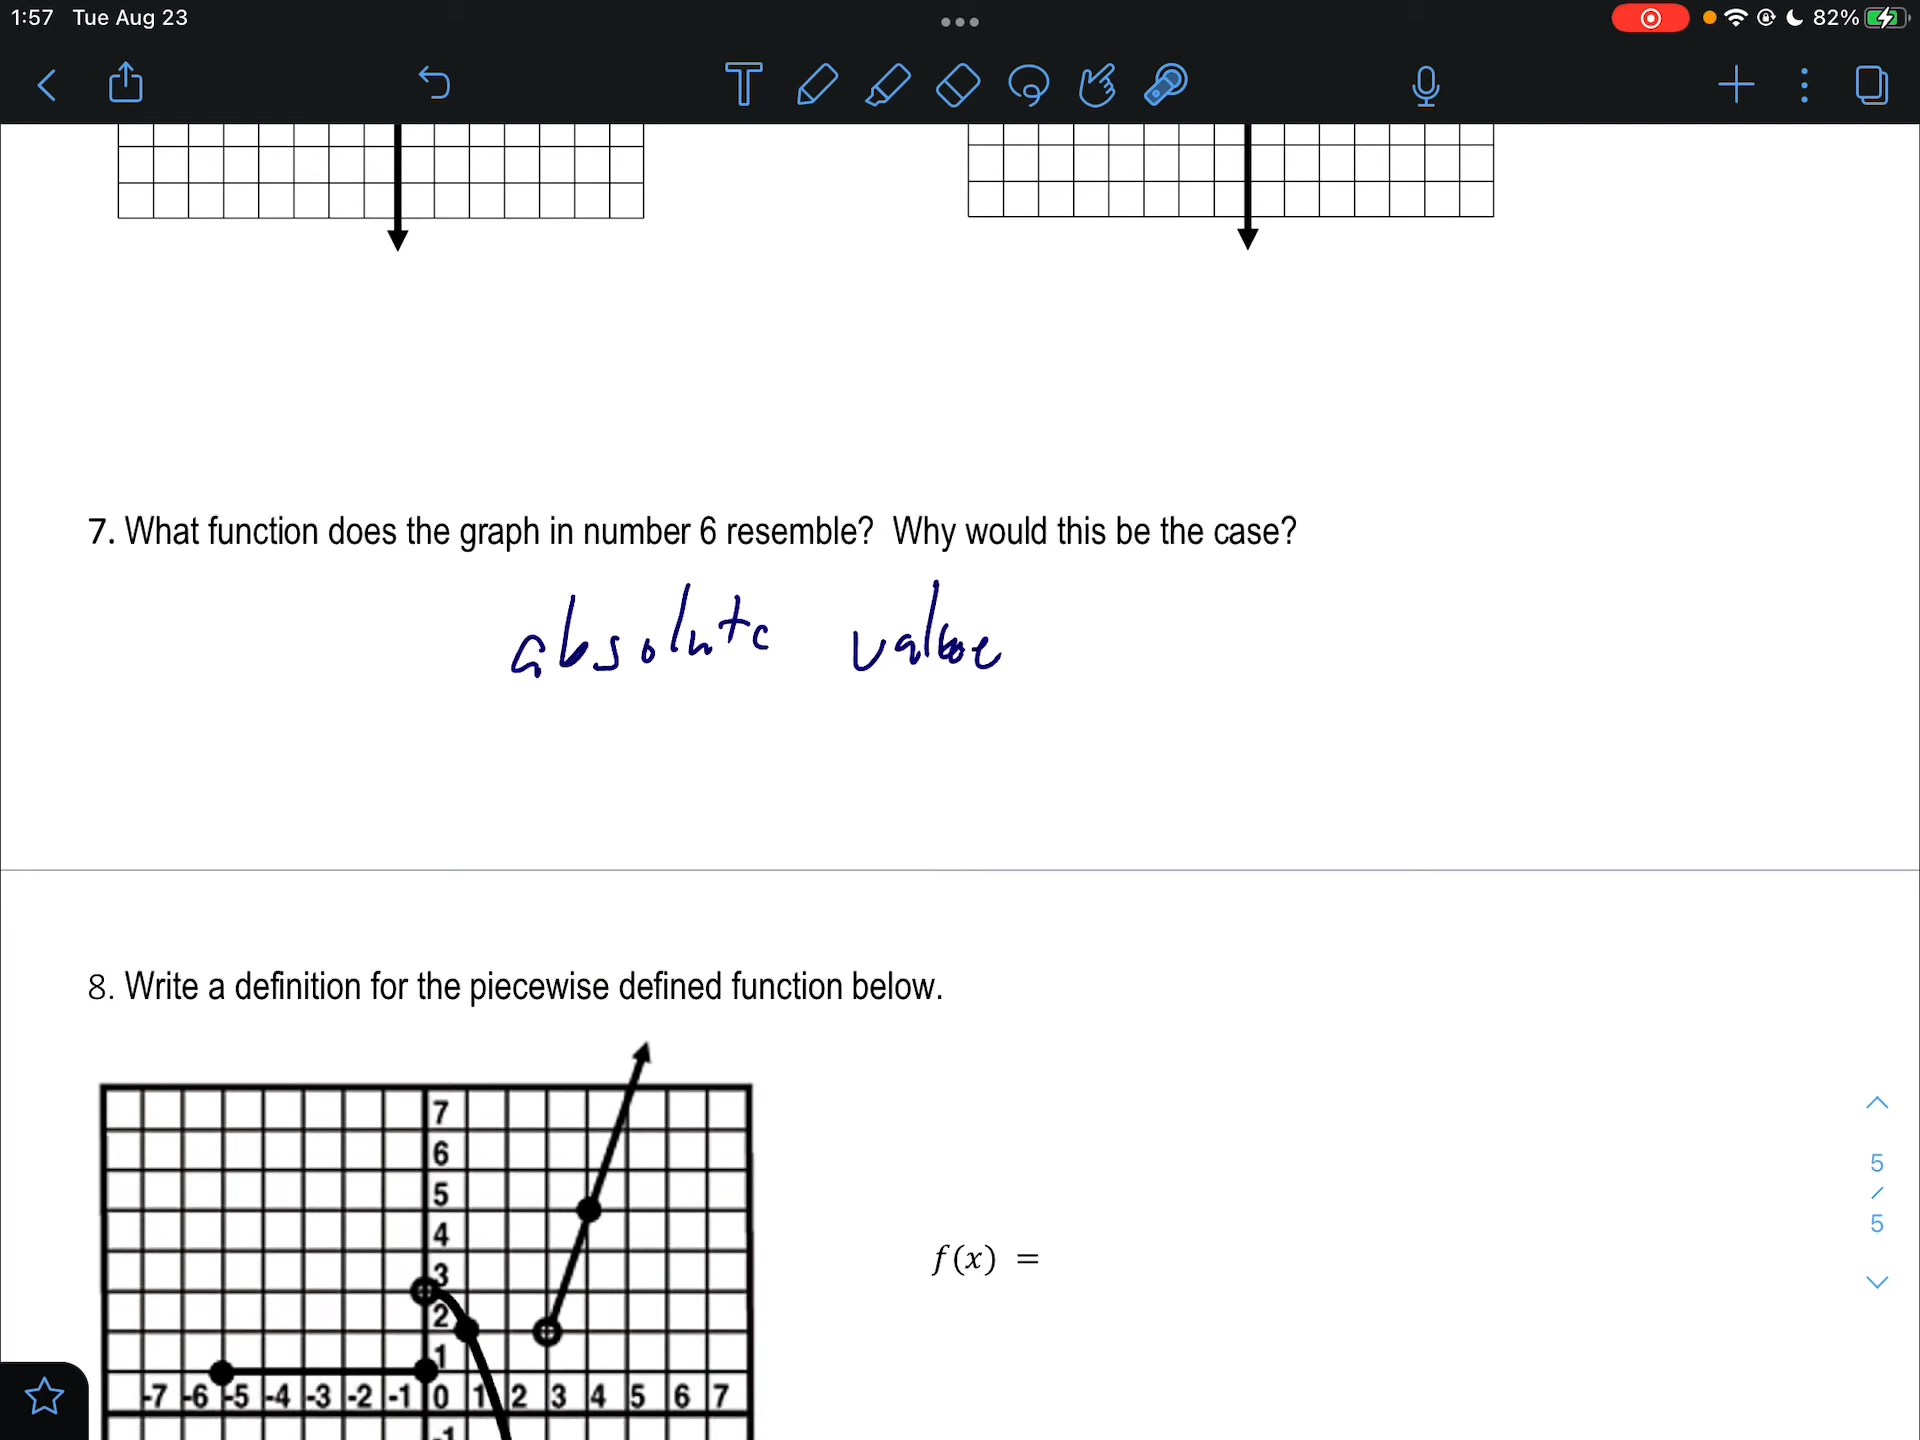 1:57 Tue Aug 23
82%
7. What function does the graph in number 6 resemble? Why would this be the case?
absolute value
8. Write a definition for the piecewise defined function below.
7
6
5
4
3
2
1
-7 -6 -5 -4 -3 -2 -1 0 1 2 3 4 5 6 7
-1
f(x) =
5
/
5